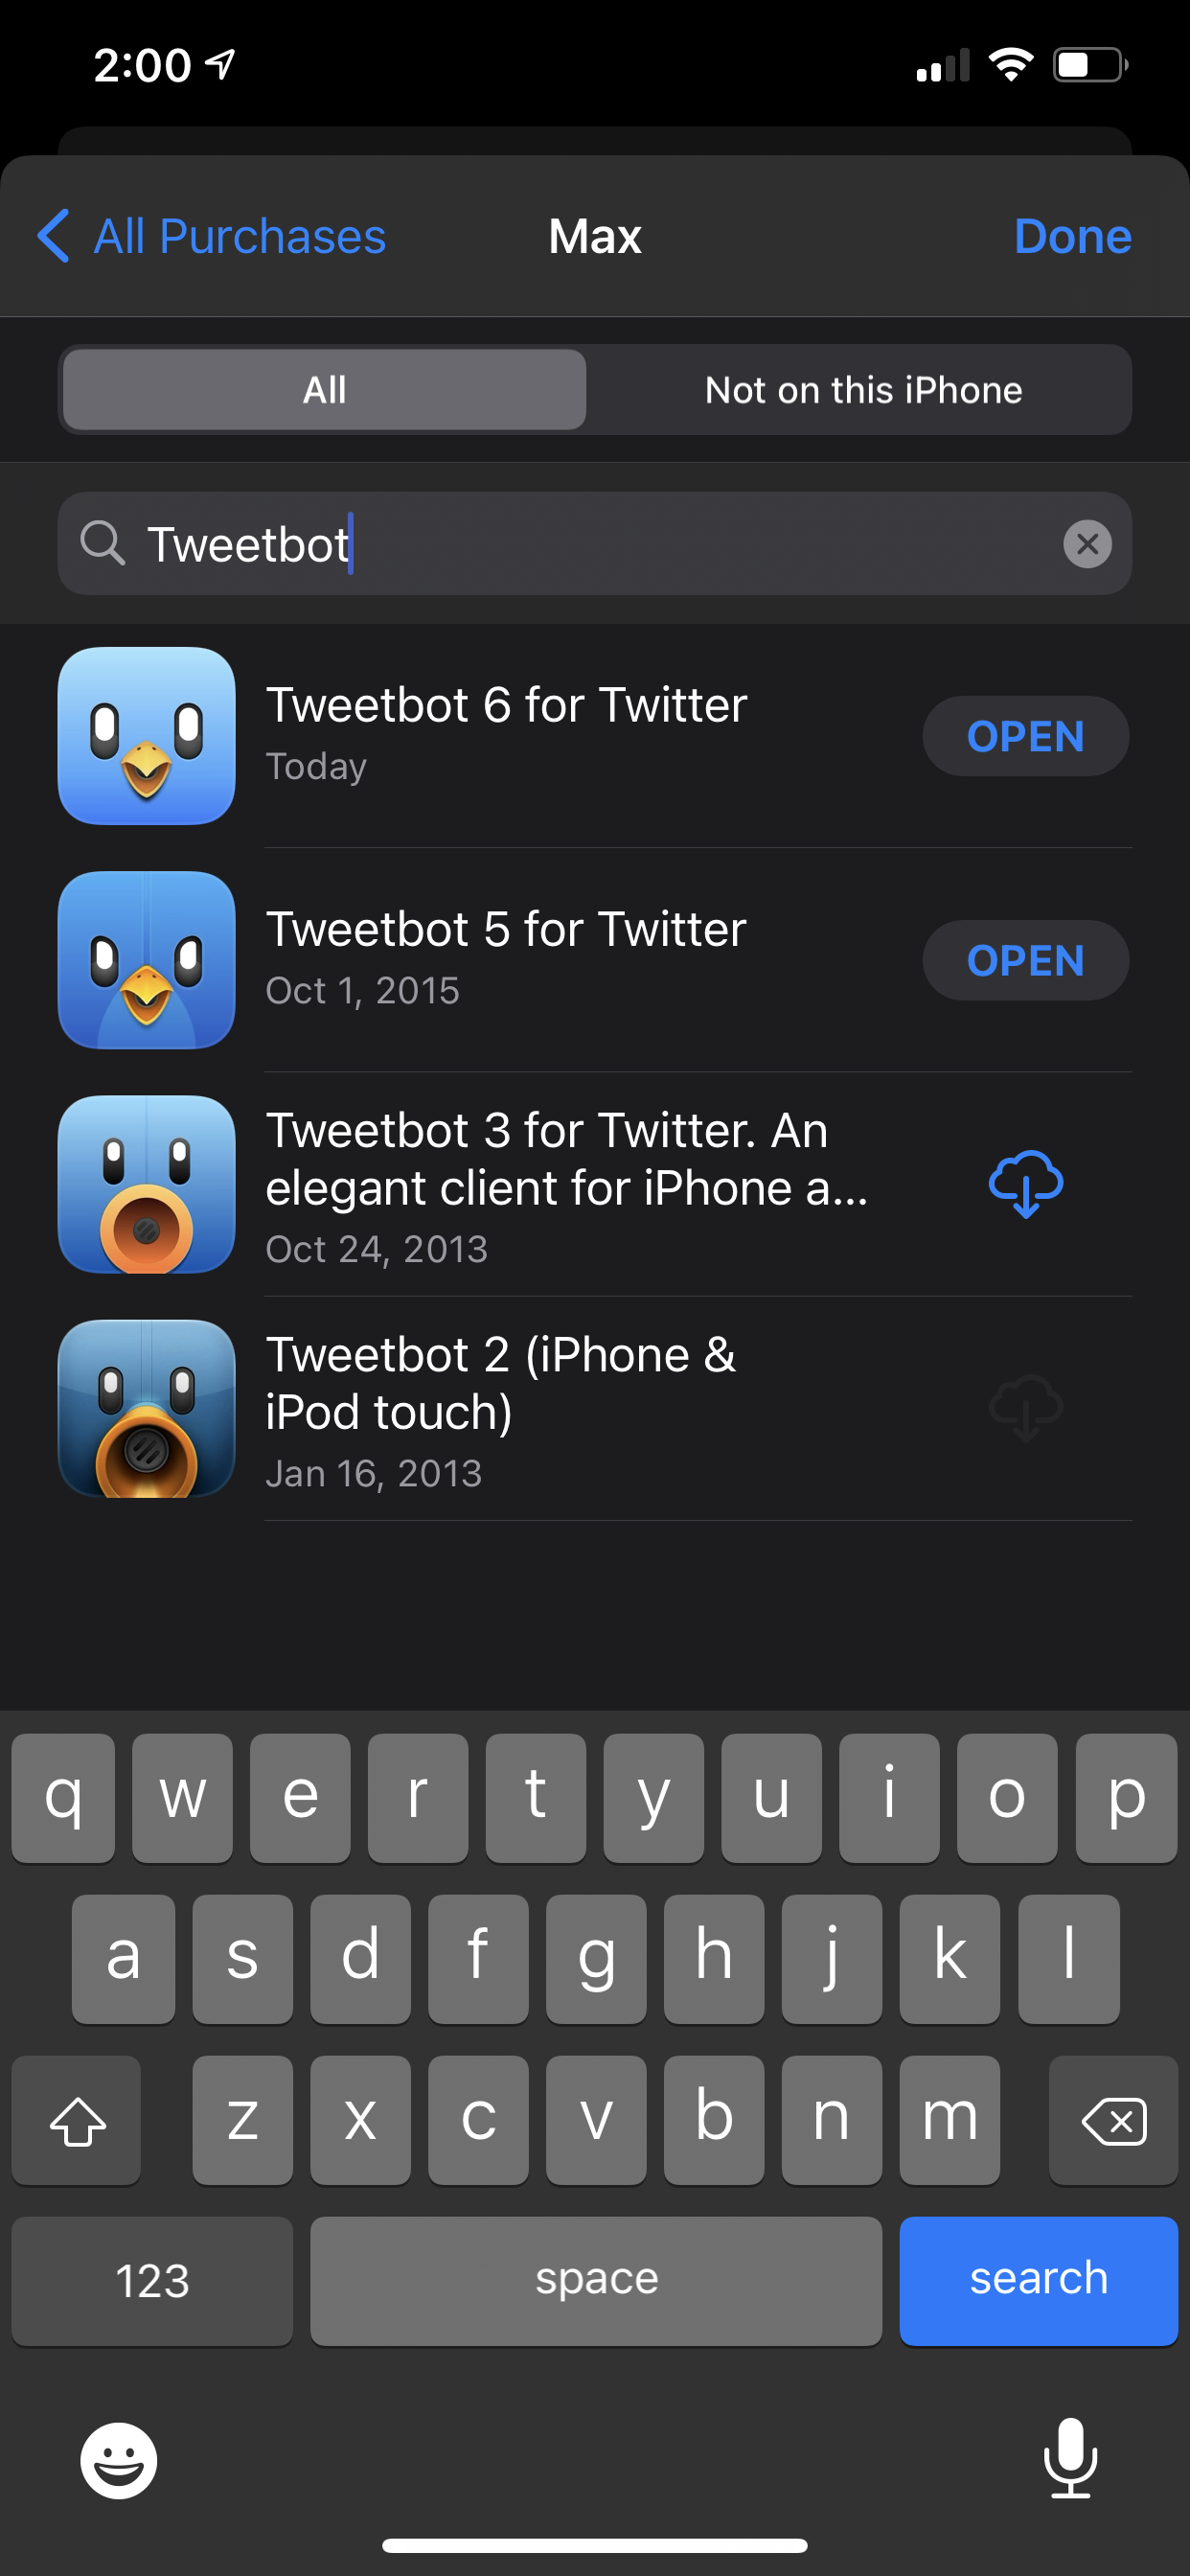 2:00
All Purchases Max Done
All Not on this iPhone
Tweetbot
Tweetbot 6 for Twitter
Today
OPEN
Tweetbot 5 for Twitter
Oct 1, 2015
OPEN
Tweetbot 3 for Twitter. An
elegant client for iPhone a...
Oct 24, 2013
Tweetbot 2 (iPhone &
iPod touch)
Jan 16, 2013
q w e r t y u i o p
a s d f g h j k l
z x c v b n m
123 space search